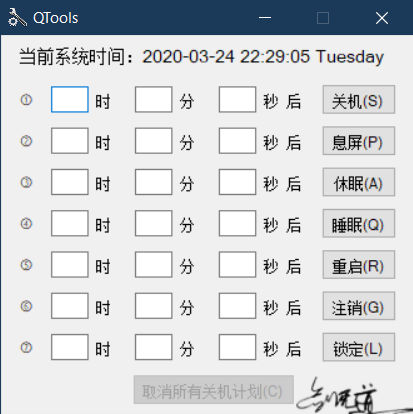 QTools
当前系统时间：2020-03-24 22:29:05 Tuesday
① 时 分 秒 后 关机(S)
② 时 分 秒 后 息屏(P)
③ 时 分 秒 后 休眠(A)
④ 时 分 秒 后 睡眠(Q)
⑤ 时 分 秒 后 重启(R)
⑥ 时 分 秒 后 注销(G)
⑦ 时 分 秒 后 锁定(L)
取消所有关机计划(C)